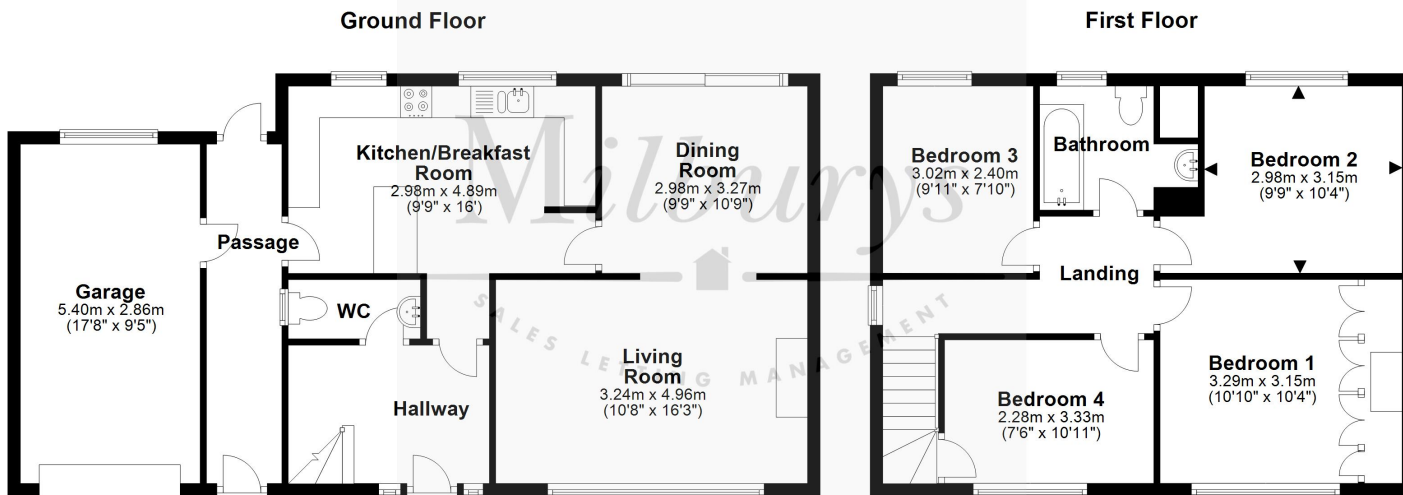 Ground Floor
First Floor
Kitchen/Breakfast
Room
2.98m x 4.89m
(9'9" x 16')
Dining
Room
2.98m x 3.27m
(9'9" x 10'9")
Passage
Garage
5.40m x 2.86m
(17'8" x 9'5")
WC
Hallway
Living
Room
3.24m x 4.96m
(10'8" x 16'3")
Bedroom 3
3.02m x 2.40m
(9'11" x 7'10")
Bathroom
Bedroom 2
2.98m x 3.15m
(9'9" x 10'4")
Landing
Bedroom 4
2.28m x 3.33m
(7'6" x 10'11")
Bedroom 1
3.29m x 3.15m
(10'10" x 10'4")
Milburys
SALES LETTING MANAGEMENT